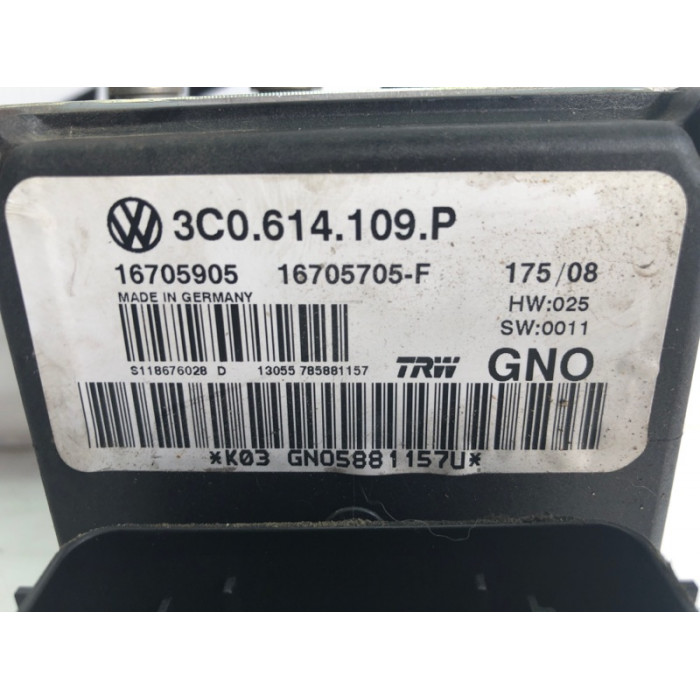 3C0.614.109.P
16705905 16705705-F 175/08
MADE IN GERMANY HW:025
SW:0011
S118676028 D 13055 785881157 TRW GNO
*K03 GNO5881157U*